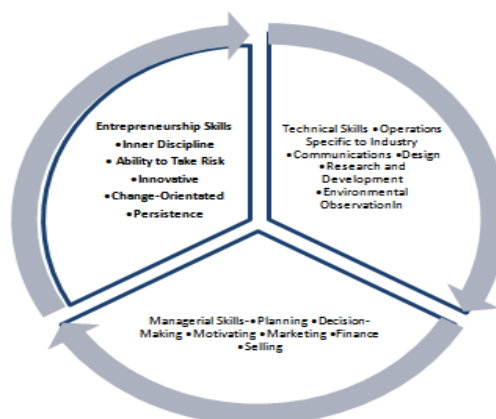 Entrepreneurship Skills
•Inner Discipline
• Ability to Take Risk
•Innovative
•Change-Orientated
•Persistence
Technical Skills •Operations
Specific to Industry
•Communications •Design
•Research and
Development
•Environmental
ObservationIn
Managerial Skills-• Planning •Decision-
Making •Motivating •Marketing •Finance
•Selling